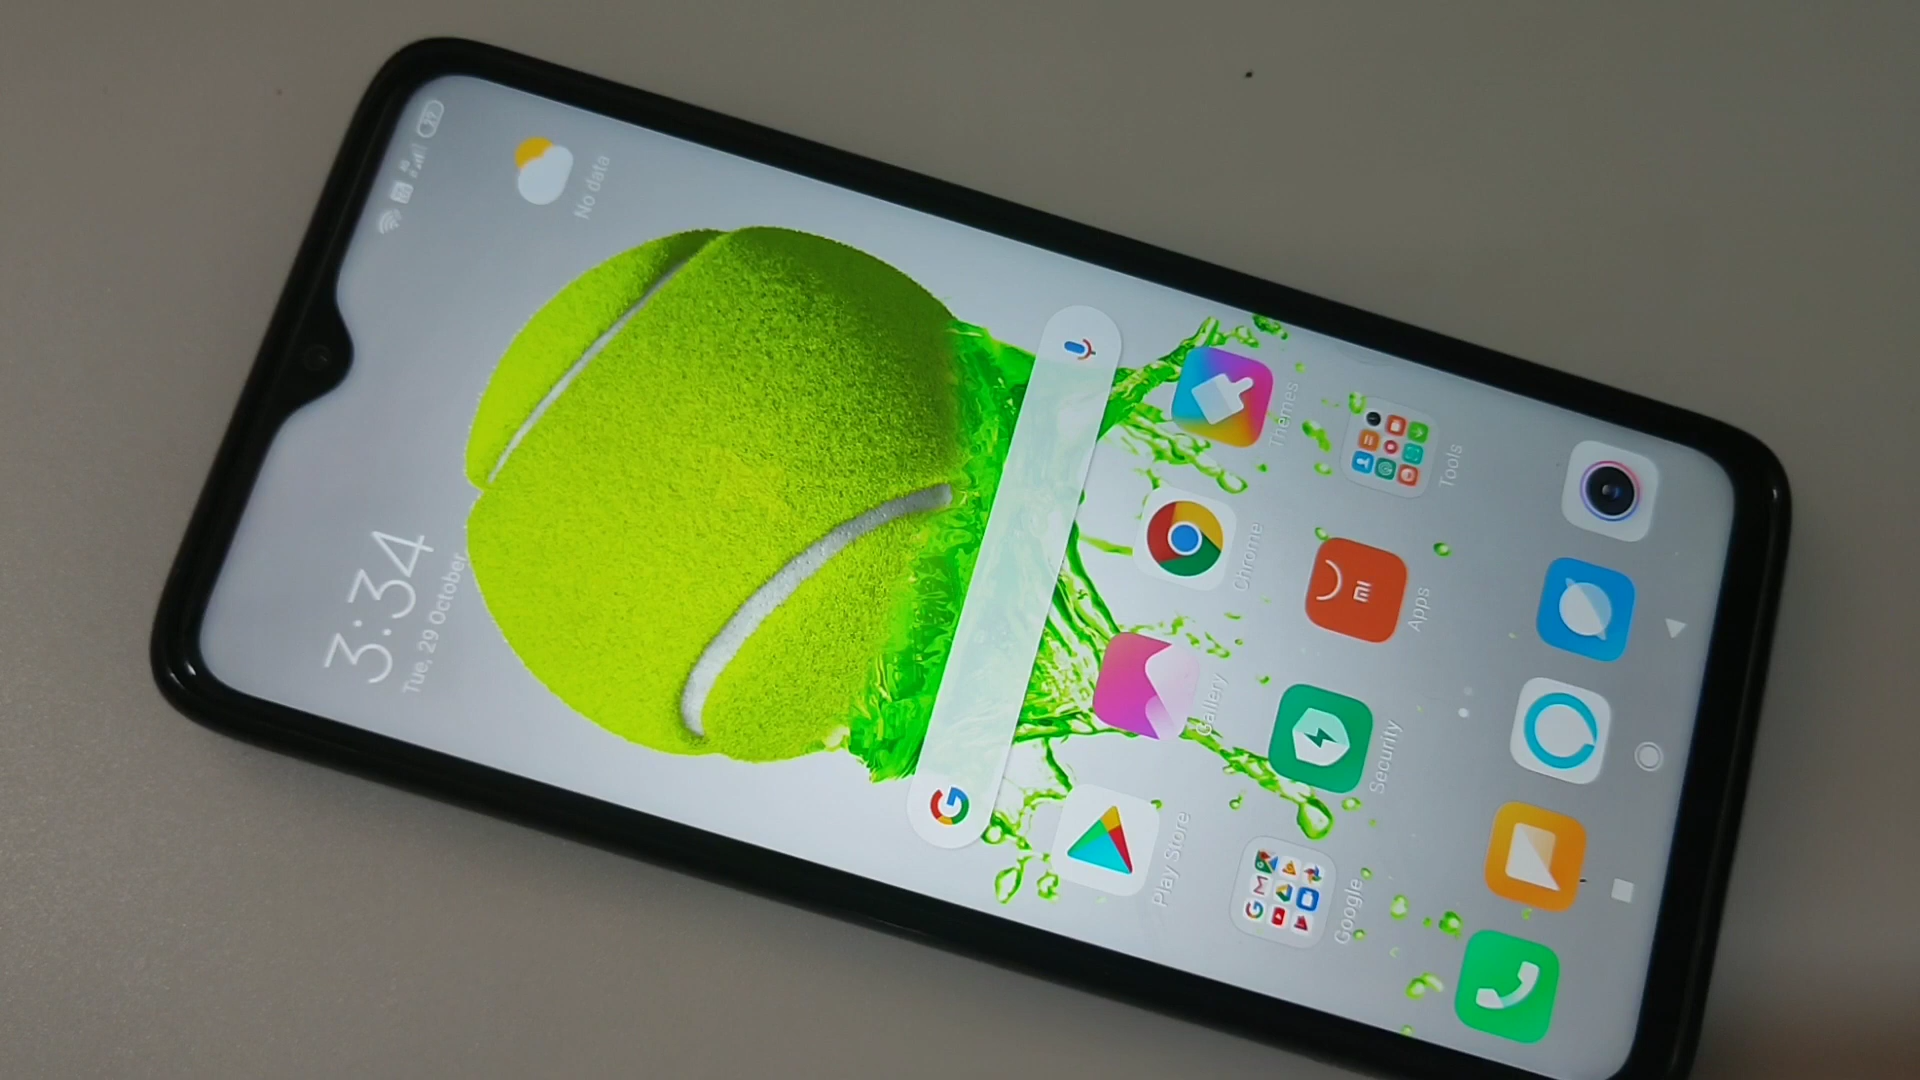 3:34
Tue, 29 October
No data
Play Store
Gallery
Chrome
Themes
Google
Security
Apps
Tools